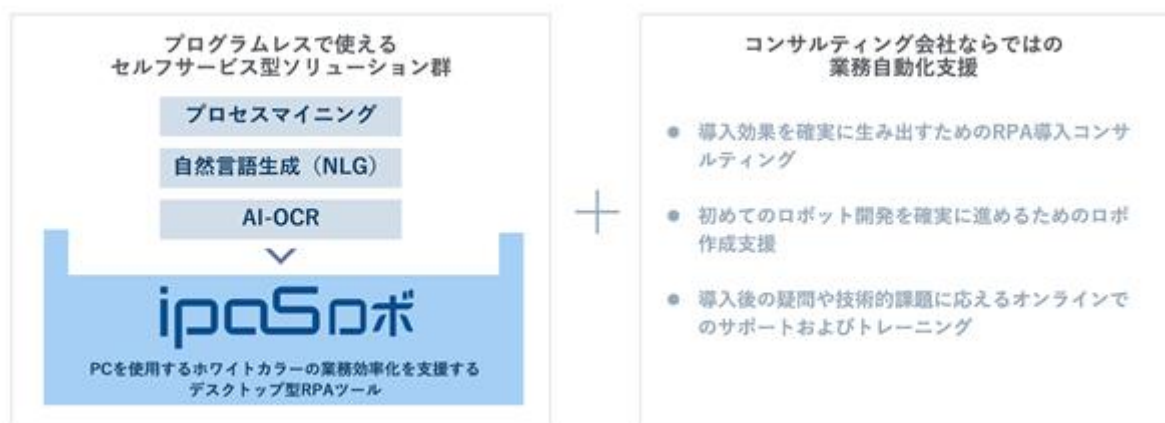 プログラムレスで使える
セルフサービス型ソリューション群
プロセスマイニング
自然言語生成（NLG）
AI-OCR
ipaSロボ
PCを使用するホワイトカラーの業務効率化を支援する
デスクトップ型RPAツール
コンサルティング会社ならではの
業務自動化支援
● 導入効果を確実に生み出すためのRPA導入コンサ
ルティング
● 初めてのロボット開発を確実に進めるためのロボ
作成支援
● 導入後の疑問や技術的課題に応えるオンラインで
のサポートおよびトレーニング